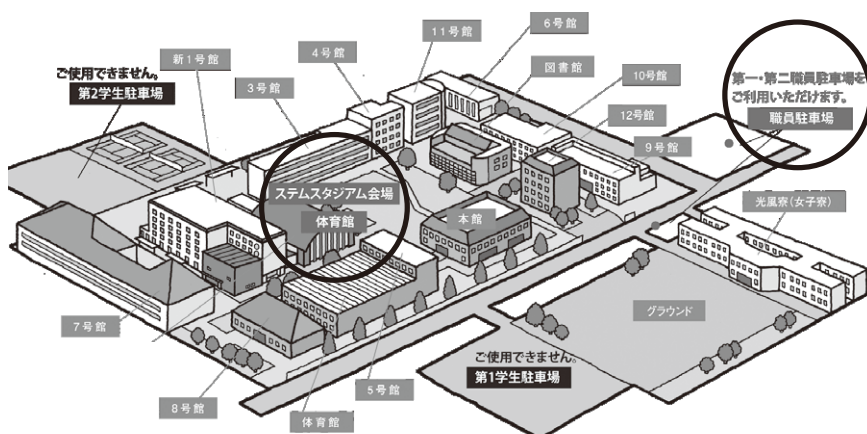 6号館
11号館
4号館
図書館
新1号館
ご使用できません。
第2学生駐車場
3号館
10号館
第一・第二職員駐車場を
ご利用いただけます。
職員駐車場
12号館
9号館
ステムスタジアム会場
体育館
本館
光風寮(女子寮)
グラウンド
7号館
ご使用できません。
第1学生駐車場
5号館
8号館
体育館